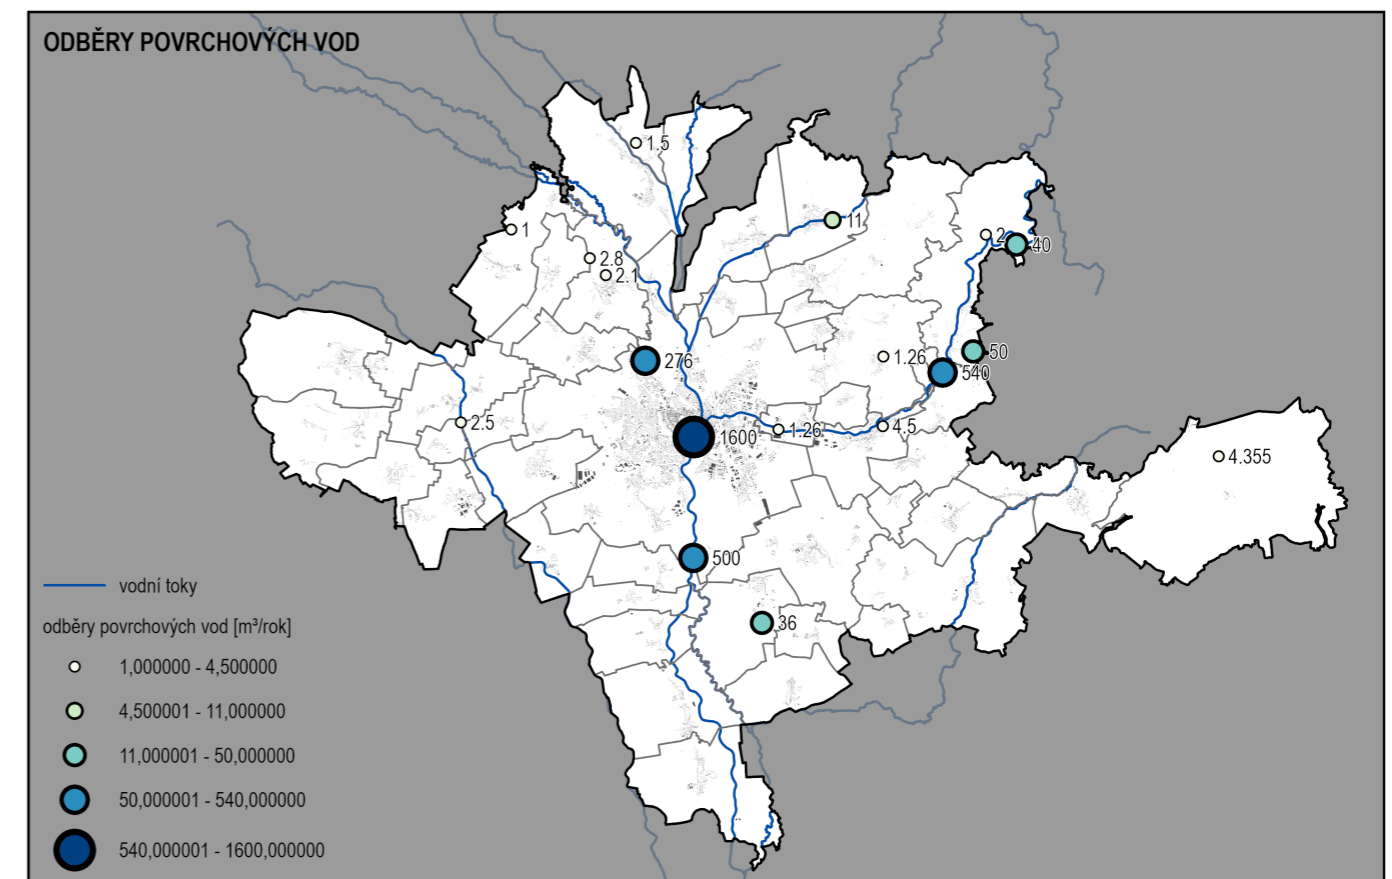 ODBĚRY POVRCHOVÝCH VOD
1.5
11
1
2
40
2.8
2.1
50
1.26
276
540
2.5
4.5
1.26
1600
4.355
500
36
vodní toky
odběry povrchových vod [m³/rok]
1,000000 - 4,500000
4,500001 - 11,000000
11,000001 - 50,000000
50,000001 - 540,000000
540,000001 - 1600,000000